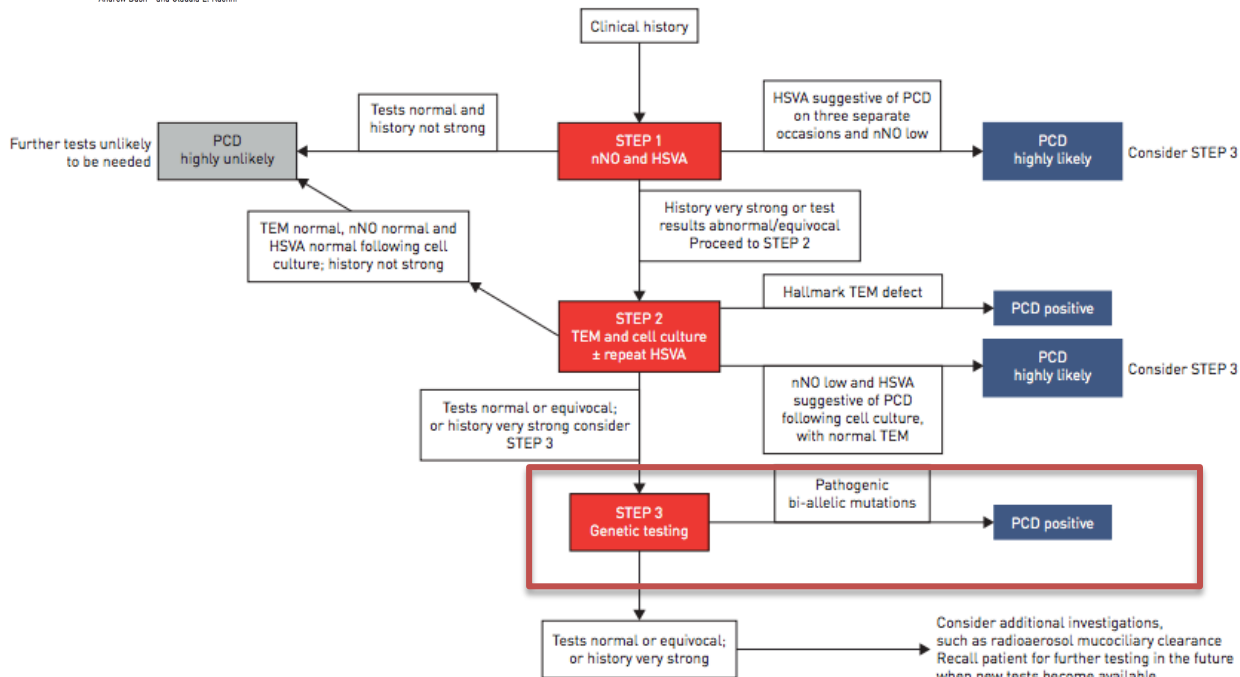 Clinical history
Tests normal and
history not strong
HSVA suggestive of PCD
on three separate
occasions and nNO low
Further tests unlikely
to be needed
PCD
highly unlikely
STEP 1
nNO and HSVA
PCD
highly likely
Consider STEP 3
TEM normal, nNO normal and
HSVA normal following cell
culture; history not strong
History very strong or test
results abnormal/equivocal
Proceed to STEP 2
Hallmark TEM defect
PCD positive
STEP 2
TEM and cell culture
± repeat HSVA
PCD
highly likely
Consider STEP 3
nNO low and HSVA
suggestive of PCD
following cell culture,
with normal TEM
Tests normal or equivocal;
or history very strong consider
STEP 3
Pathogenic
bi-allelic mutations
STEP 3
Genetic testing
PCD positive
Tests normal or equivocal;
or history very strong
Consider additional investigations,
such as radioaerosol mucociliary clearance
Recall patient for further testing in the future
when new tests become available